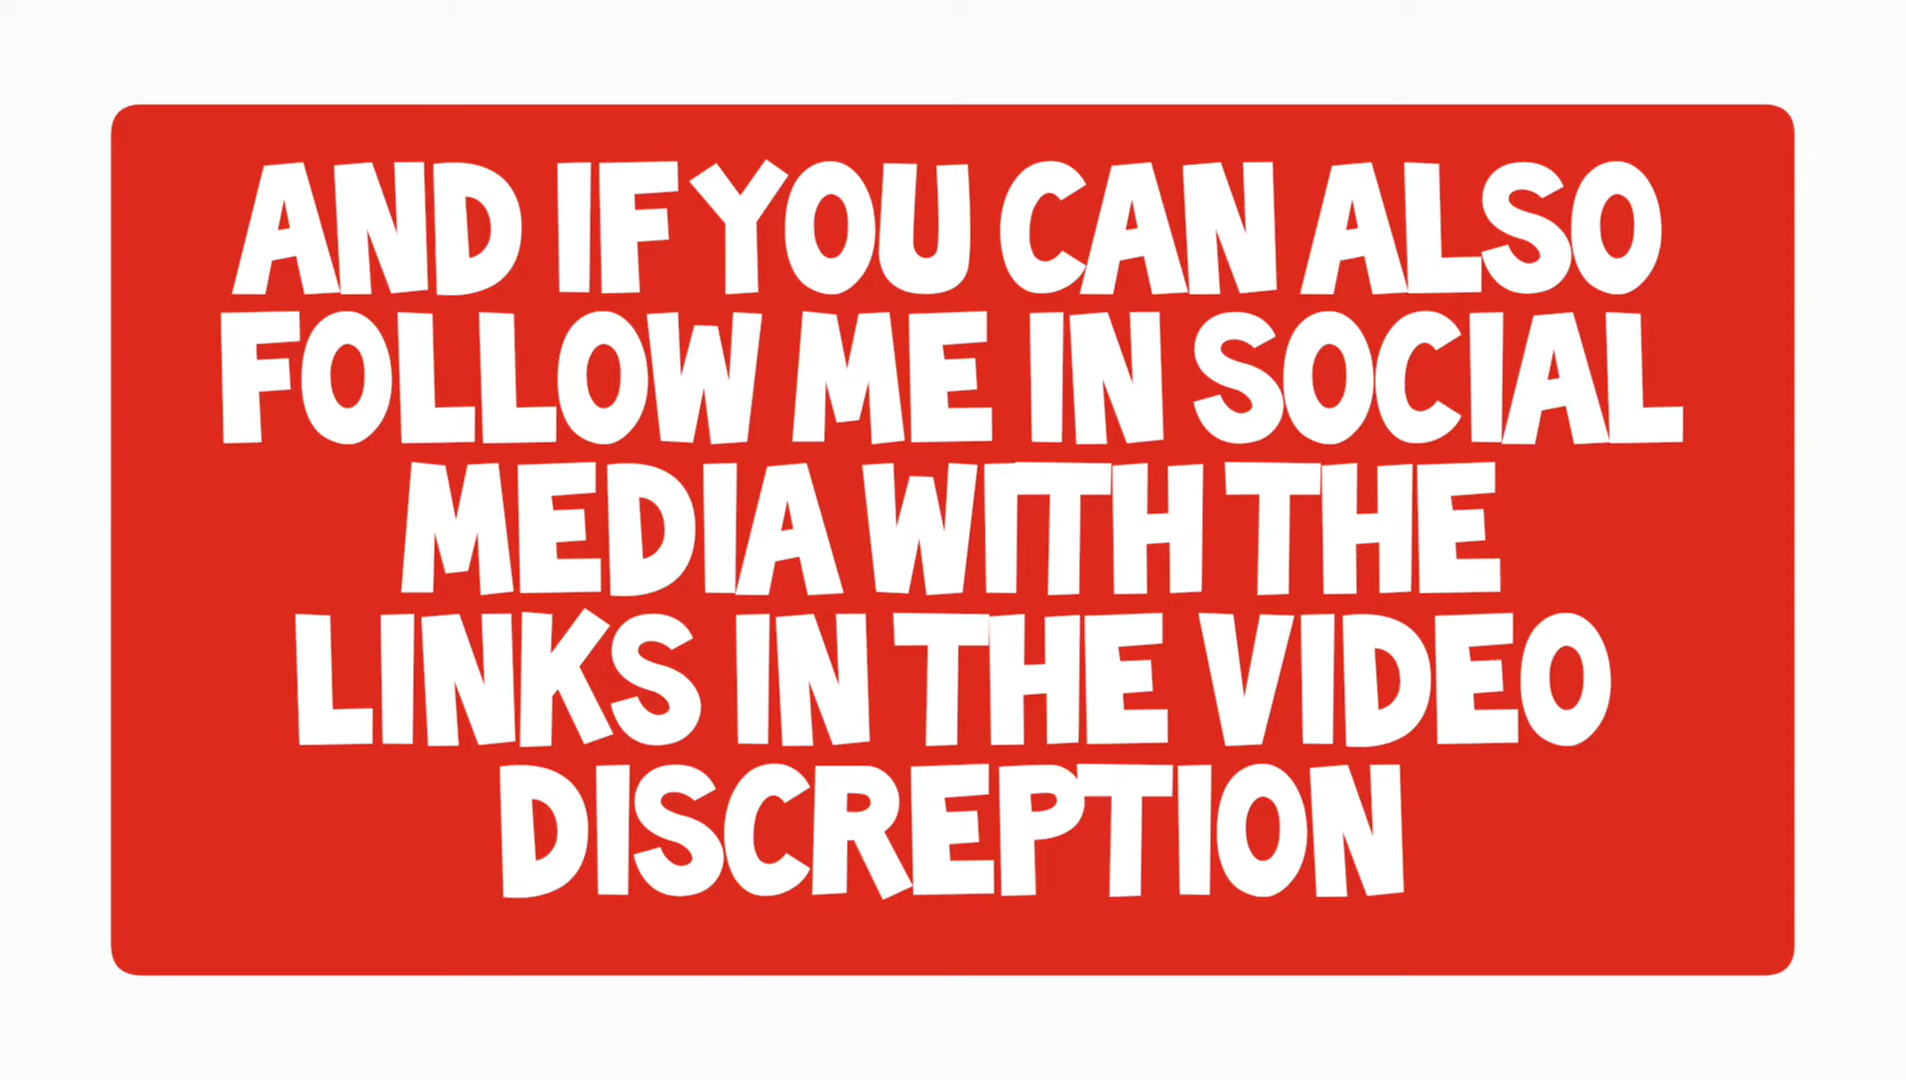 AND IF YOU CAN ALSO
FOLLOW ME IN SOCIAL
MEDIA WITH THE
LINKS IN THE VIDEO
DISCREPTION